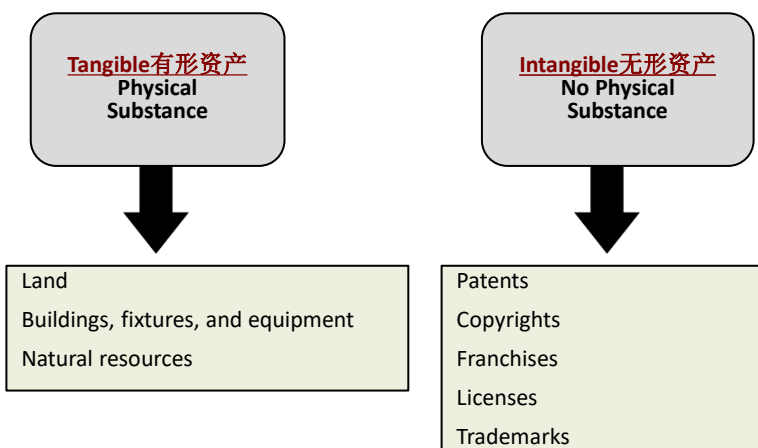 Tangible有形资产
Physical
Substance
Intangible无形资产
No Physical
Substance
Land
Buildings, fixtures, and equipment
Natural resources
Patents
Copyrights
Franchises
Licenses
Trademarks